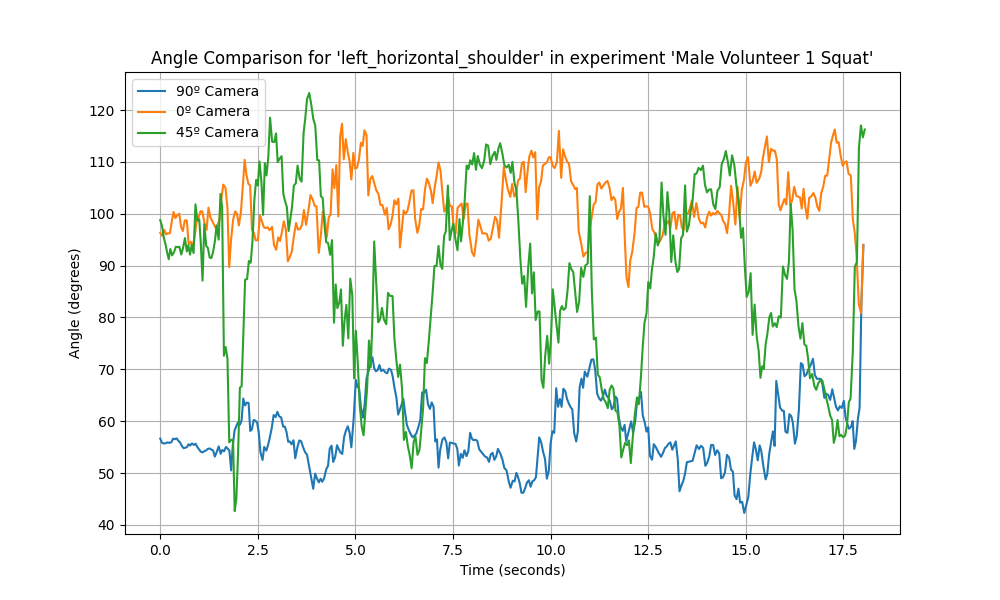 Angle Comparison for 'left_horizontal_shoulder' in experiment 'Male Volunteer 1 Squat'
90º Camera
0º Camera
45º Camera
120
110
100
90
80
70
60
50
40
Angle (degrees)
0.0 2.5 5.0 7.5 10.0 12.5 15.0 17.5
Time (seconds)